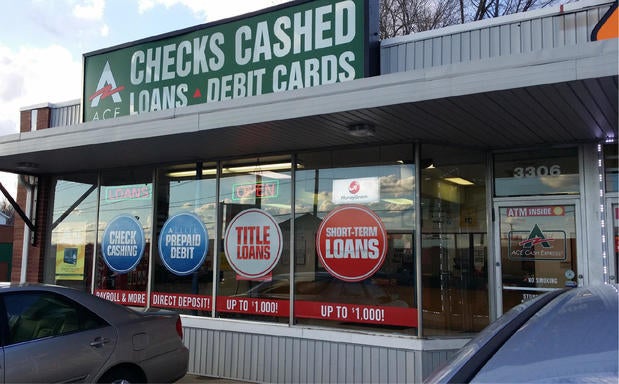 CHECKS CASHED
LOANS ▲ DEBIT CARDS
ACE
LOANS
OPEN
MoneyGram
3306
CHECK
CASHING
PREPAID
DEBIT
TITLE
LOANS
SHORT-TERM
LOANS
ATM INSIDE
ACE CASH EXPRESS
NO SMOKING
PAYROLL & MORE
DIRECT DEPOSIT!
UP TO $1,000!
UP TO $1,000!